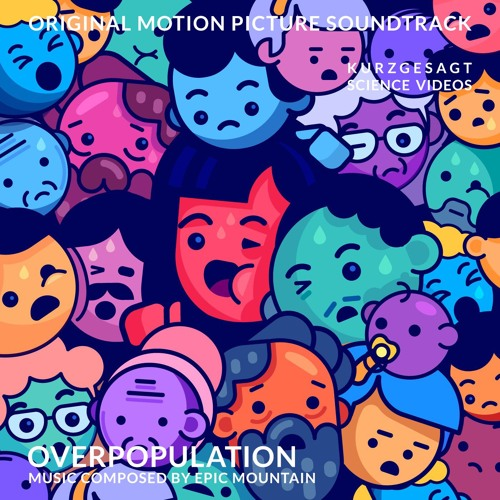 ORIGINAL MOTION PICTURE SOUNDTRACK
KURZGESAGT
SCIENCE VIDEOS
OVERPOPULATION
MUSIC COMPOSED BY EPIC MOUNTAIN